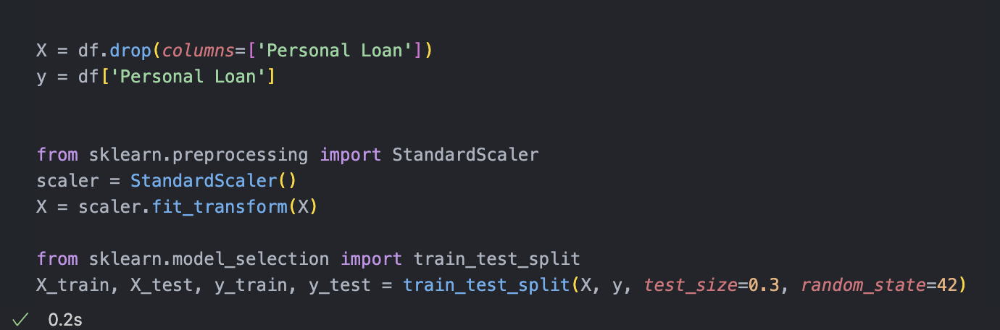 X = df.drop(columns=['Personal Loan'])
y = df['Personal Loan']
from sklearn.preprocessing import StandardScaler
scaler = StandardScaler()
X = scaler.fit_transform(X)
from sklearn.model_selection import train_test_split
X_train, X_test, y_train, y_test = train_test_split(X, y, test_size=0.3, random_state=42)
0.2s